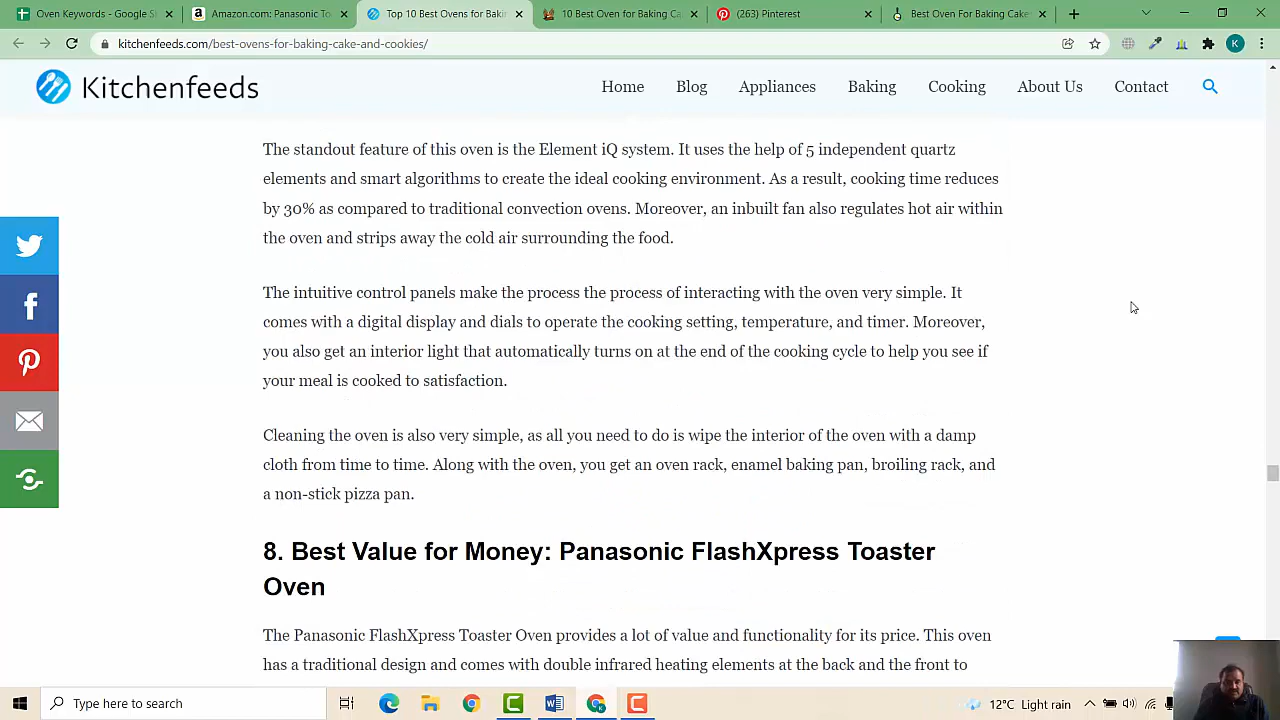 Oven Keywords - Google S
Amazon.com: Panasonic To
Top 10 Best Ovens for Bakin
10 Best Oven for Baking Ca
(263) Pinterest
Best Oven For Baking Cake
kitchenfeeds.com/best-ovens-for-baking-cake-and-cookies/
K
Kitchenfeeds
Home
Blog
Appliances
Baking
Cooking
About Us
Contact
The standout feature of this oven is the Element iQ system. It uses the help of 5 independent quartz
elements and smart algorithms to create the ideal cooking environment. As a result, cooking time reduces
by 30% as compared to traditional convection ovens. Moreover, an inbuilt fan also regulates hot air within
the oven and strips away the cold air surrounding the food.
The intuitive control panels make the process the process of interacting with the oven very simple. It
comes with a digital display and dials to operate the cooking setting, temperature, and timer. Moreover,
you also get an interior light that automatically turns on at the end of the cooking cycle to help you see if
your meal is cooked to satisfaction.
Cleaning the oven is also very simple, as all you need to do is wipe the interior of the oven with a damp
cloth from time to time. Along with the oven, you get an oven rack, enamel baking pan, broiling rack, and
a non-stick pizza pan.
8. Best Value for Money: Panasonic FlashXpress Toaster
Oven
The Panasonic FlashXpress Toaster Oven provides a lot of value and functionality for its price. This oven
has a traditional design and comes with double infrared heating elements at the back and the front to
Type here to search
12°C Light rain